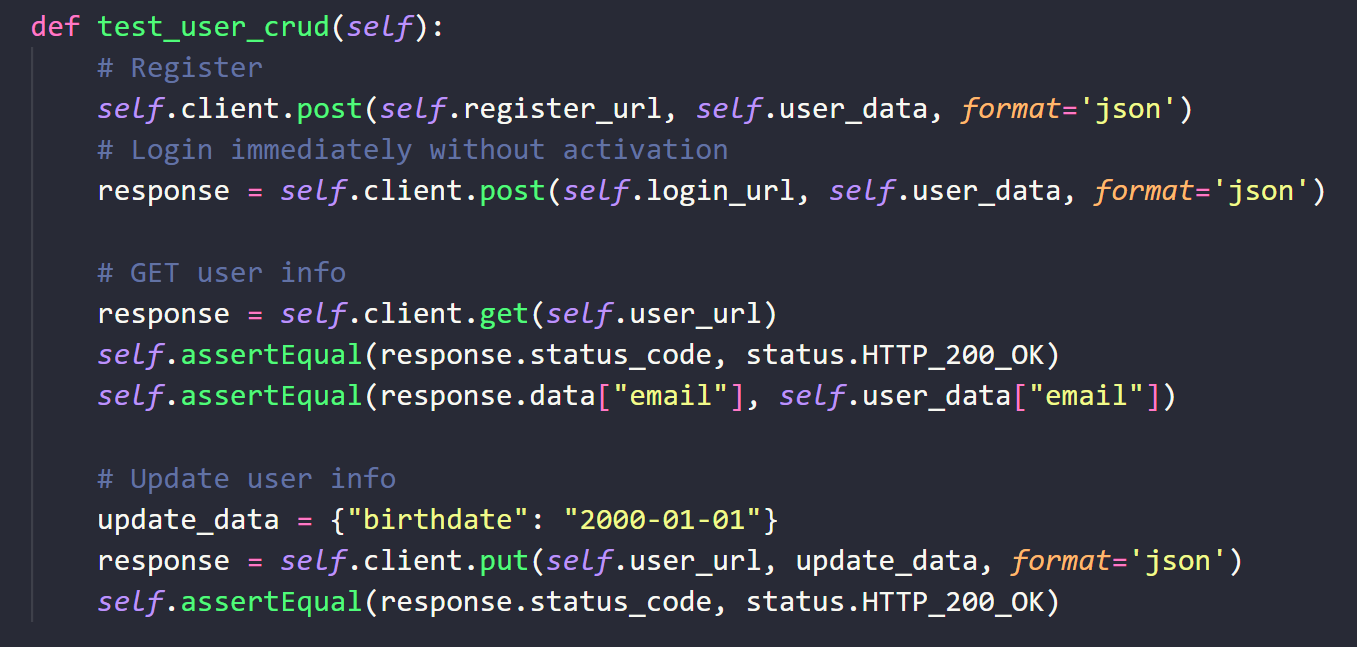 def test_user_crud(self):
    # Register
    self.client.post(self.register_url, self.user_data, format='json')
    # Login immediately without activation
    response = self.client.post(self.login_url, self.user_data, format='json')

    # GET user info
    response = self.client.get(self.user_url)
    self.assertEqual(response.status_code, status.HTTP_200_OK)
    self.assertEqual(response.data["email"], self.user_data["email"])

    # Update user info
    update_data = {"birthdate": "2000-01-01"}
    response = self.client.put(self.user_url, update_data, format='json')
    self.assertEqual(response.status_code, status.HTTP_200_OK)